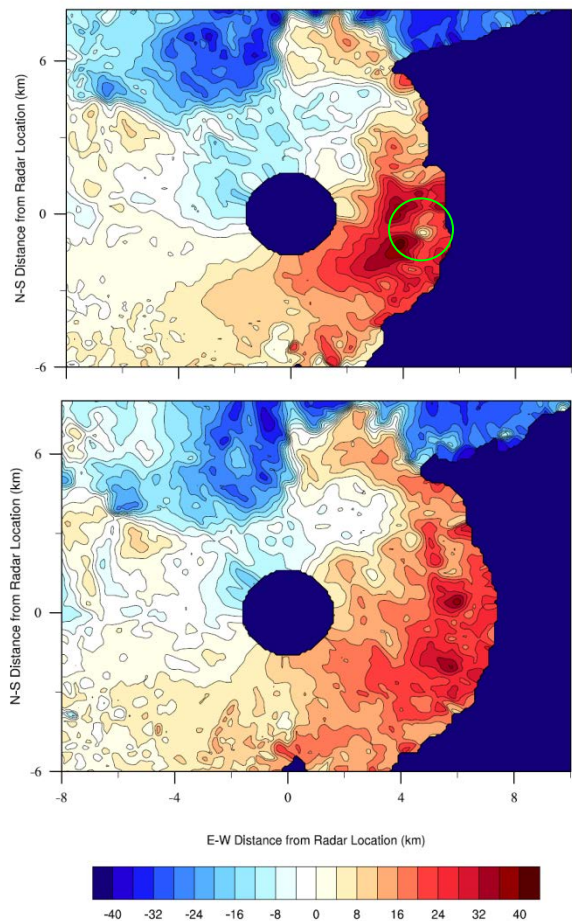 6
0
-6
N-S Distance from Radar Location (km)
6
0
-6
N-S Distance from Radar Location (km)
-8 -4 0 4 8
E-W Distance from Radar Location (km)
-40 -32 -24 -16 -8 0 8 16 24 32 40